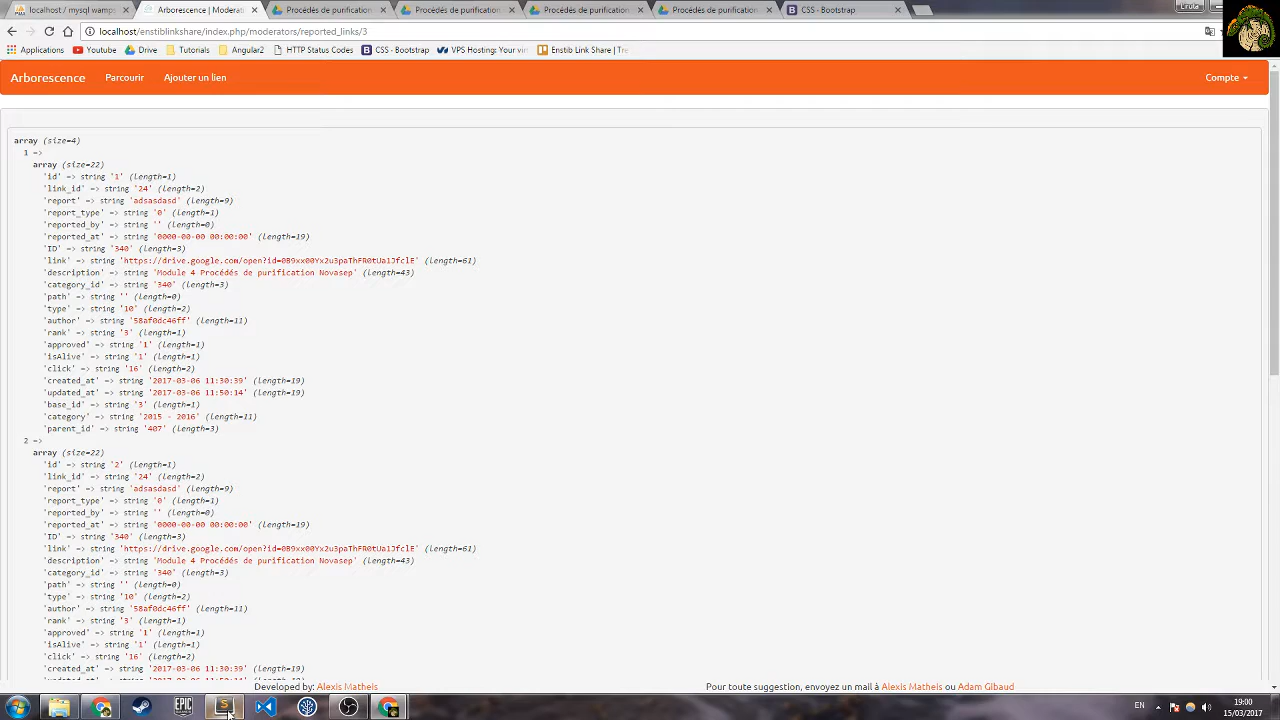 localhost / mysql wamps
Arborescence | Moderat
Procédés de purification
Procédés de purification
Procédés de purification
Procédés de purification
CSS - Bootstrap
localhost/enstiblinkshare/index.php/moderators/reported_links/3
Applications
Youtube
Drive
Tutorials
Angular2
HTTP Status Codes
CSS - Bootstrap
VPS Hosting: Your vir
Enstib Link Share | Tre
Arborescence
Parcourir
Ajouter un lien
Compte
array (size=4)
1 =>
array (size=22)
'id' => string '1' (length=1)
'link_id' => string '24' (length=2)
'report' => string 'adsasdasd' (length=9)
'report_type' => string '0' (length=1)
'reported_by' => string '' (length=0)
'reported_at' => string '0000-00-00 00:00:00' (length=19)
'ID' => string '340' (length=3)
'link' => string 'https://drive.google.com/open?id=0B9xx00Yx2u3paThFR0tUa1JfclE' (length=61)
'description' => string 'Module 4 Procédés de purification Novasep' (length=43)
'category_id' => string '340' (length=3)
'path' => string '' (length=0)
'type' => string '10' (length=2)
'author' => string '58af0dc46ff' (length=11)
'rank' => string '3' (length=1)
'approved' => string '1' (length=1)
'isAlive' => string '1' (length=1)
'click' => string '16' (length=2)
'created_at' => string '2017-03-06 11:30:39' (length=19)
'updated_at' => string '2017-03-06 11:50:14' (length=19)
'base_id' => string '3' (length=1)
'category' => string '2015 - 2016' (length=11)
'parent_id' => string '407' (length=3)
2 =>
array (size=22)
'id' => string '2' (length=1)
'link_id' => string '24' (length=2)
'report' => string 'adsasdasd' (length=9)
'report_type' => string '0' (length=1)
'reported_by' => string '' (length=0)
'reported_at' => string '0000-00-00 00:00:00' (length=19)
'ID' => string '340' (length=3)
'link' => string 'https://drive.google.com/open?id=0B9xx00Yx2u3paThFR0tUa1JfclE' (length=61)
'description' => string 'Module 4 Procédés de purification Novasep' (length=43)
'category_id' => string '340' (length=3)
'path' => string '' (length=0)
'type' => string '10' (length=2)
'author' => string '58af0dc46ff' (length=11)
'rank' => string '3' (length=1)
'approved' => string '1' (length=1)
'isAlive' => string '1' (length=1)
'click' => string '16' (length=2)
'created_at' => string '2017-03-06 11:30:39' (length=19)
Developed by: Alexis Matheis
Pour toute suggestion, envoyez un mail à Alexis Matheis ou Adam Gibaud
EPIC
EN
19:00
15/03/2017